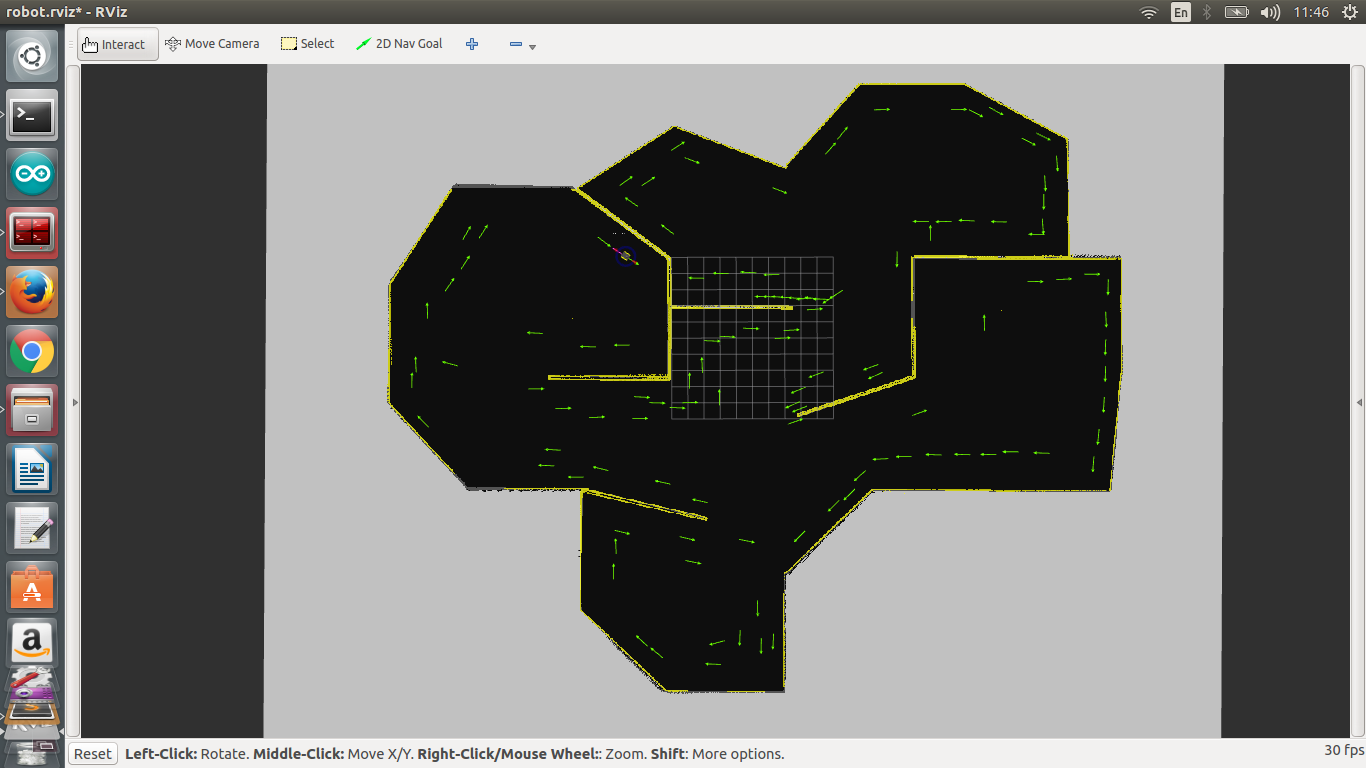 robot.rviz* - RViz
En
11:46
Interact
Move Camera
Select
2D Nav Goal
Reset
Left-Click: Rotate. Middle-Click: Move X/Y. Right-Click/Mouse Wheel:: Zoom. Shift: More options.
30 fps